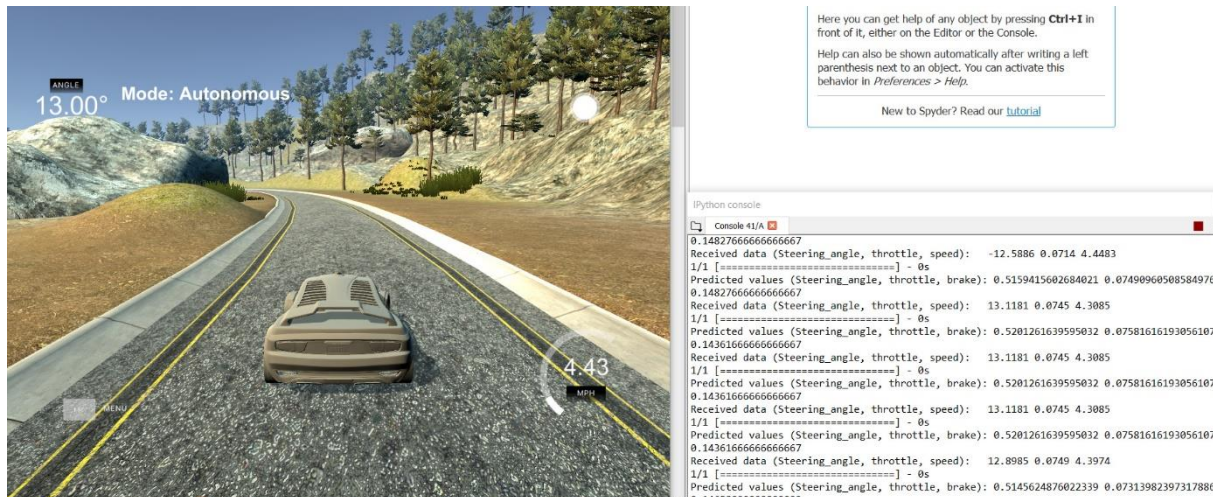 ANGLE
13.00°
Mode: Autonomous
4.43
MPH
MENU
Here you can get help of any object by pressing Ctrl+I in
front of it, either on the Editor or the Console.
Help can also be shown automatically after writing a left
parenthesis next to an object. You can activate this
behavior in Preferences > Help.
New to Spyder? Read our tutorial
IPython console
Console 41/A
0.14827666666666667
Received data (Steering_angle, throttle, speed): -12.5886 0.0714 4.4483
1/1 [==============================] - 0s
Predicted values (Steering_angle, throttle, brake): 0.5159415602684021 0.07490960508584976
0.14827666666666667
Received data (Steering_angle, throttle, speed): 13.1181 0.0745 4.3085
1/1 [==============================] - 0s
Predicted values (Steering_angle, throttle, brake): 0.5201261639595032 0.07581616193056107
0.14361666666666667
Received data (Steering_angle, throttle, speed): 13.1181 0.0745 4.3085
1/1 [==============================] - 0s
Predicted values (Steering_angle, throttle, brake): 0.5201261639595032 0.07581616193056107
0.14361666666666667
Received data (Steering_angle, throttle, speed): 13.1181 0.0745 4.3085
1/1 [==============================] - 0s
Predicted values (Steering_angle, throttle, brake): 0.5201261639595032 0.07581616193056107
0.14361666666666667
Received data (Steering_angle, throttle, speed): 12.8985 0.0749 4.3974
1/1 [==============================] - 0s
Predicted values (Steering_angle, throttle, brake): 0.5145624876022339 0.07313982397317886